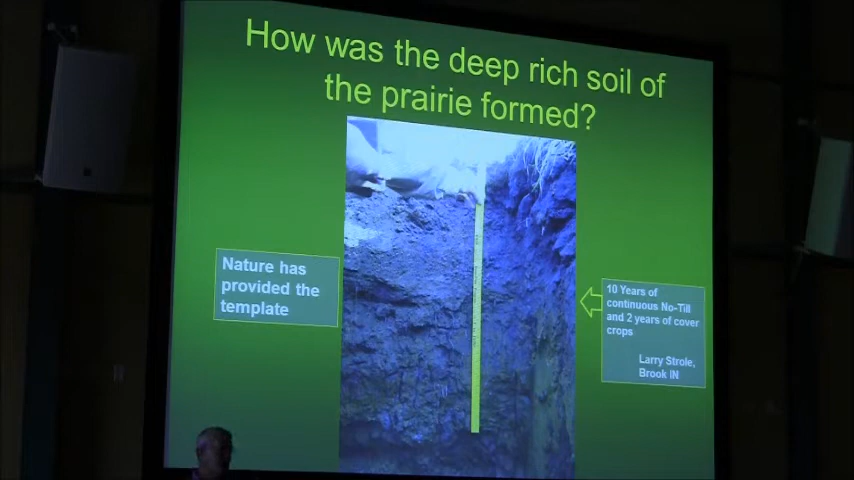 How was the deep rich soil of
the prairie formed?
Nature has
provided the
template
10 Years of
continuous No-Till
and 2 years of cover
crops
Larry Strole,
Brook IN